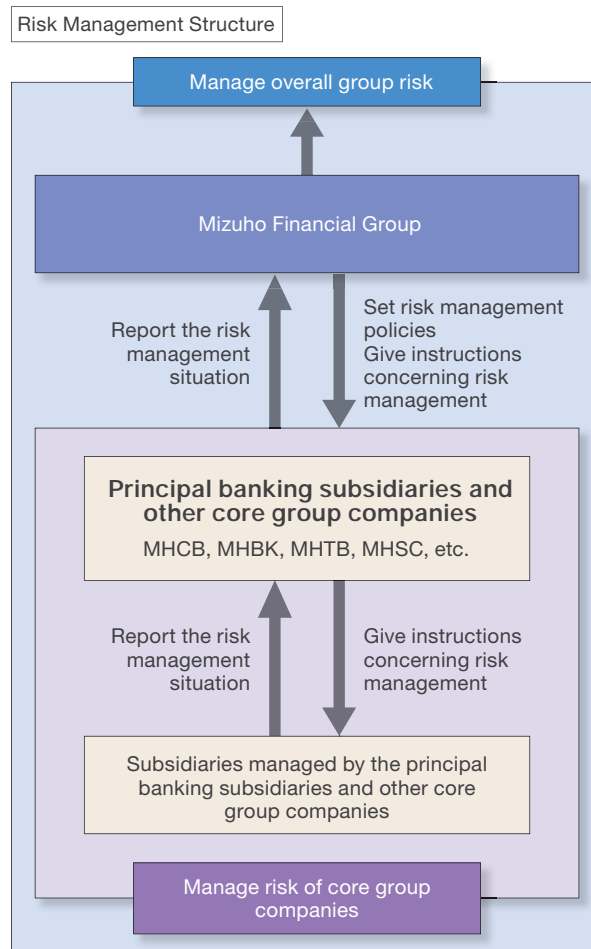 Risk Management Structure
Manage overall group risk
Mizuho Financial Group
Report the risk
management
situation
Set risk management
policies
Give instructions
concerning risk
management
Principal banking subsidiaries and
other core group companies
MHCB, MHBK, MHTB, MHSC, etc.
Report the risk
management
situation
Give instructions
concerning risk
management
Subsidiaries managed by the principal
banking subsidiaries and other core
group companies
Manage risk of core group
companies